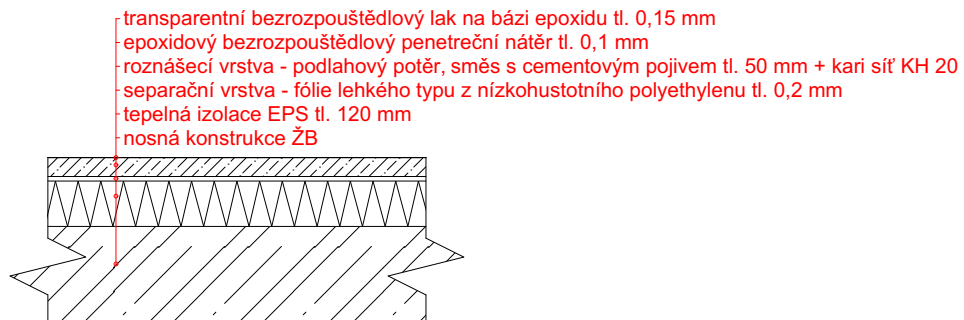 transparentní bezrozpouštědlový lak na bázi epoxidu tl. 0,15 mm
epoxidový bezrozpouštědlový penetreční nátěr tl. 0,1 mm
roznášecí vrstva - podlahový potěr, směs s cementovým pojivem tl. 50 mm + kari síť KH 20
separační vrstva - fólie lehkého typu z nízkohustotního polyethylenu tl. 0,2 mm
tepelná izolace EPS tl. 120 mm
nosná konstrukce ŽB